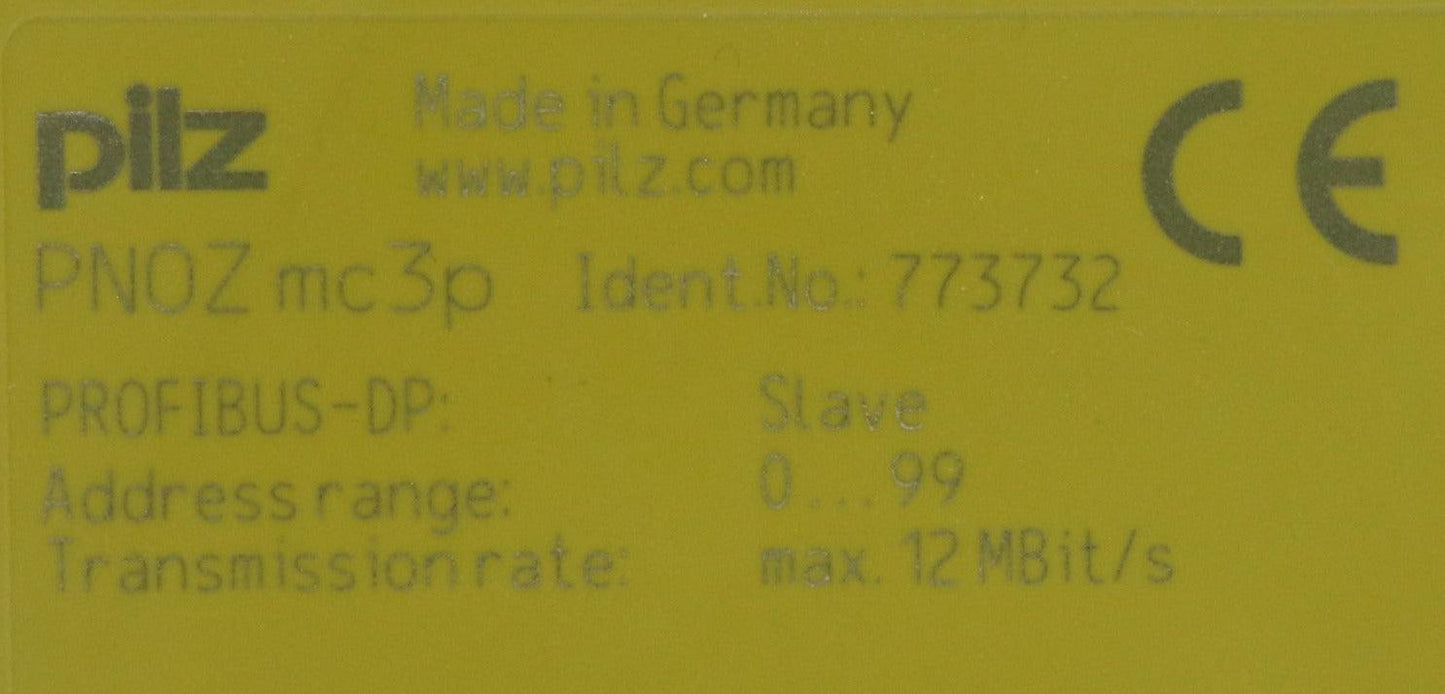 pilz
Made in Germany
www.pilz.com
CE
PNOZ mc3p Ident.No.: 773732
PROFIBUS-DP: Slave
Address range: 0...99
Transmission rate: max. 12 MBit/s